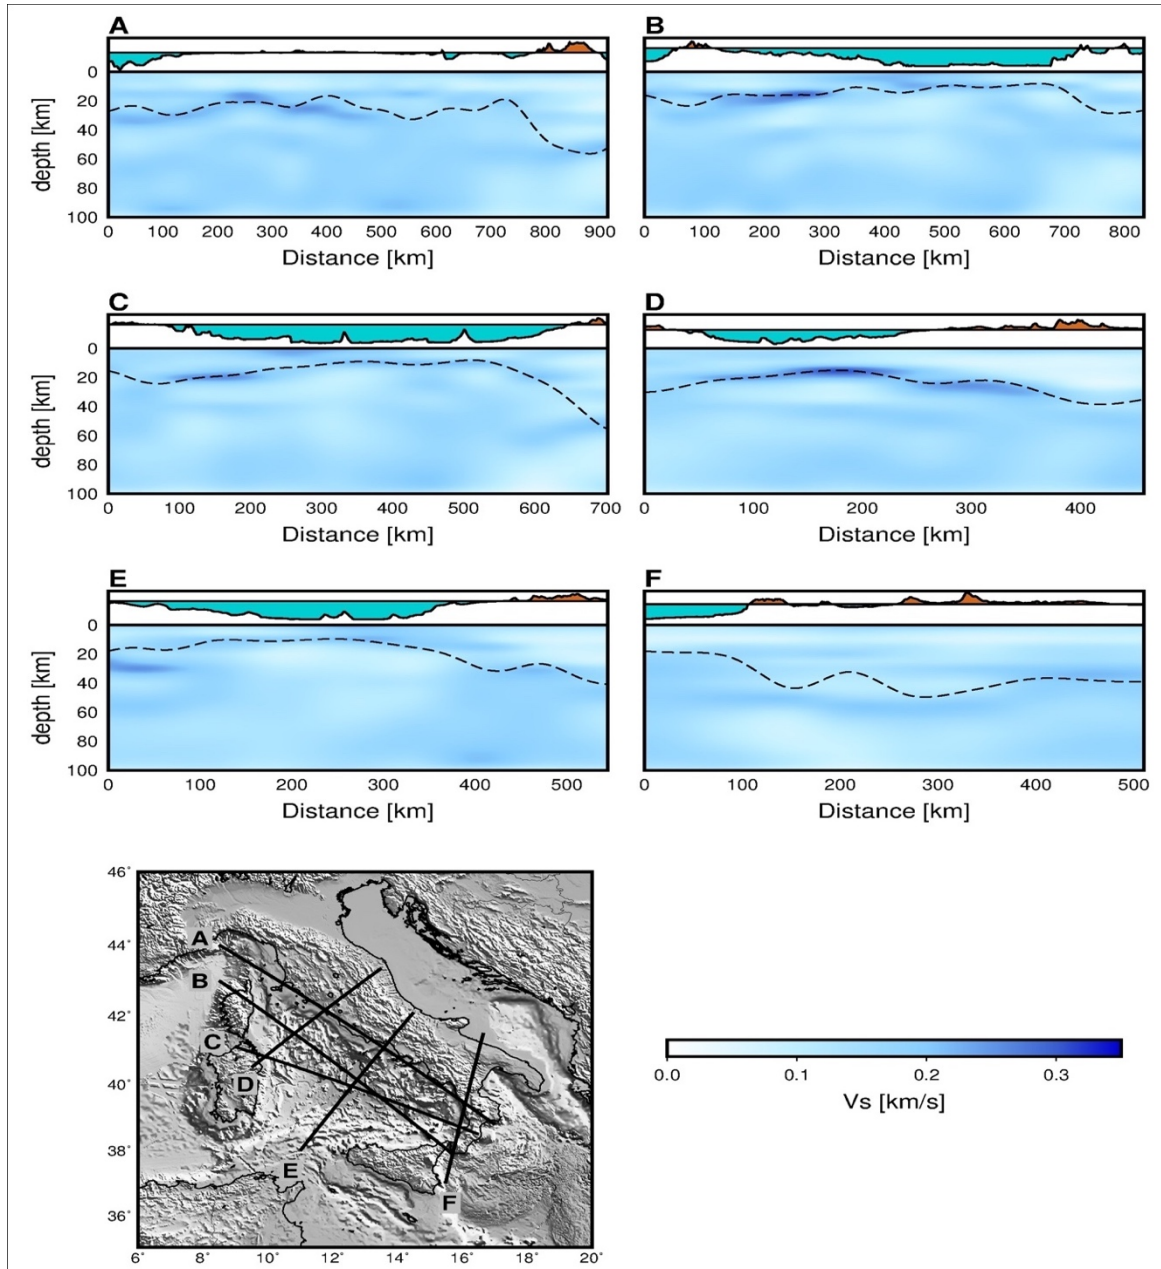 A
B
depth [km]
0
20
40
60
80
100
0 100 200 300 400 500 600 700 800 900
Distance [km]
0 100 200 300 400 500 600 700 800
Distance [km]
C
D
depth [km]
0
20
40
60
80
100
0 100 200 300 400 500 600 700
Distance [km]
0 100 200 300 400
Distance [km]
E
F
depth [km]
0
20
40
60
80
100
0 100 200 300 400 500
Distance [km]
0 100 200 300 400 500
Distance [km]
46°
44°
42°
40°
38°
36°
A
B
C
D
E
F
6° 8° 10° 12° 14° 16° 18° 20°
0.0 0.1 0.2 0.3
Vs [km/s]